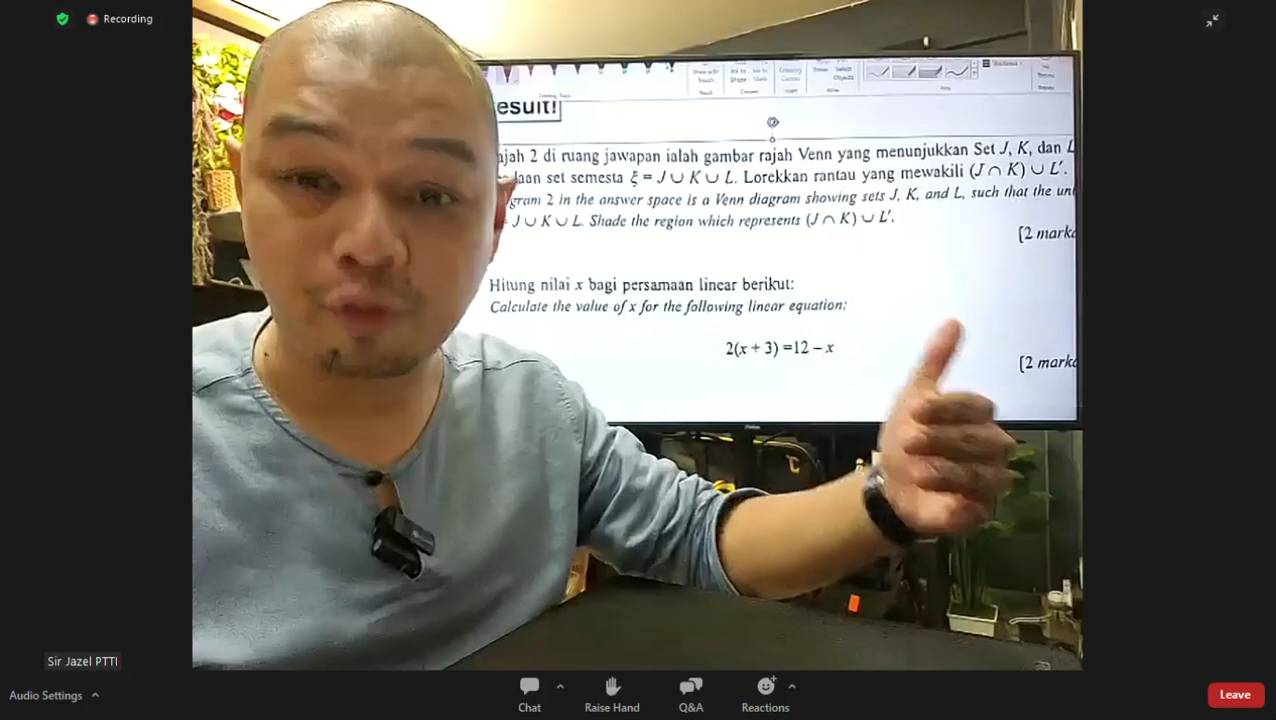 Recording
esult!
ajah 2 di ruang jawapan ialah gambar rajah Venn yang menunjukkan Set J, K, dan L
laan set semesta ξ = J ∪ K ∪ L. Lorekkan rantau yang mewakili (J ∩ K) ∪ L'.
gram 2 in the answer space is a Venn diagram showing sets J, K, and L, such that the uni
= J ∪ K ∪ L. Shade the region which represents (J ∩ K) ∪ L'.
[2 marka
Hitung nilai x bagi persamaan linear berikut:
Calculate the value of x for the following linear equation:
2(x + 3) =12 – x
[2 marka
Sir Jazel PTTI
Audio Settings
Chat
Raise Hand
Q&A
Reactions
Leave